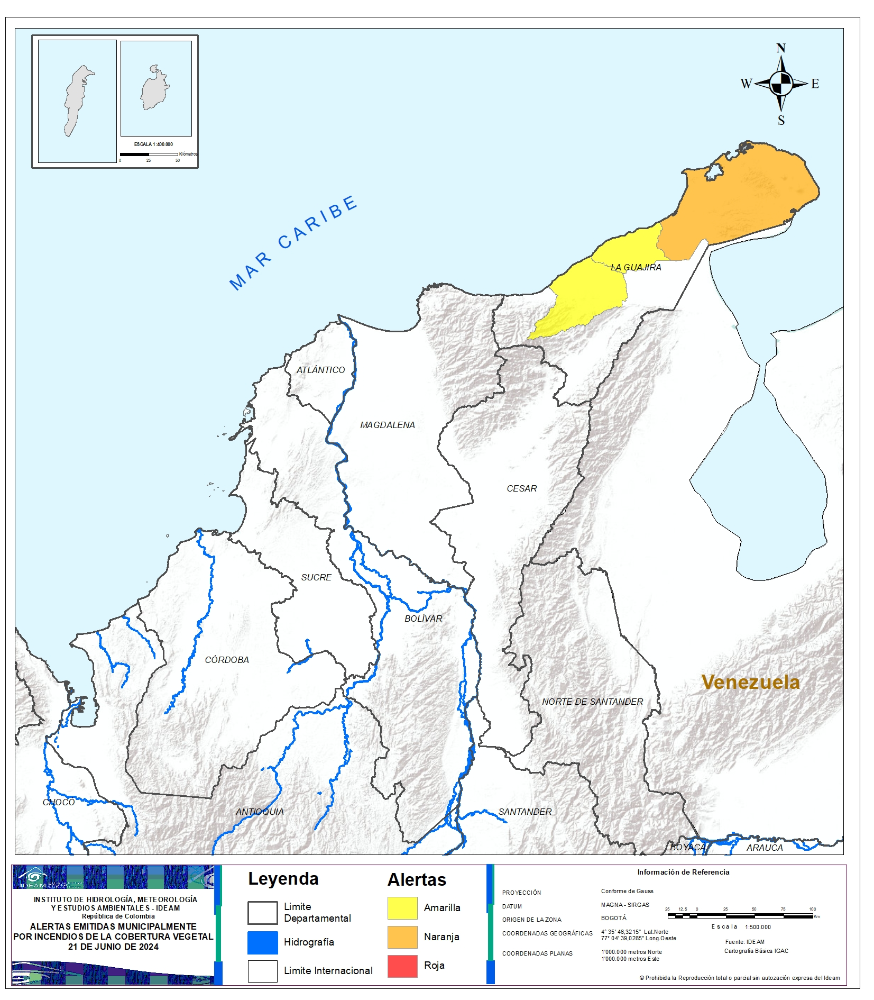 N
W
E
S
ESCALA 1:400.000
Kilómetros
0 25 50
MAR CARIBE
LA GUAJIRA
ATLÁNTICO
MAGDALENA
CESAR
SUCRE
BOLÍVAR
CÓRDOBA
Venezuela
NORTE DE SANTANDER
CHOCÓ
ANTIOQUIA
SANTANDER
BOYACÁ
ARAUCA
IDEAM
INSTITUTO DE HIDROLOGÍA, METEOROLOGÍA
Y ESTUDIOS AMBIENTALES - IDEAM
República de Colombia
ALERTAS EMITIDAS MUNICIPALMENTE
POR INCENDIOS DE LA COBERTURA VEGETAL
21 DE JUNIO DE 2024
Leyenda
Limite
Departamental
Hidrografía
Limite Internacional
Alertas
Amarilla
Naranja
Roja
Información de Referencia
PROYECCIÓN Conforme de Gauss
DATUM MAGNA - SIRGAS
ORIGEN DE LA ZONA BOGOTÁ
COORDENADAS GEOGRÁFICAS 4° 35' 46,3215" Lat.Norte
77° 04' 39,0285" Long.Oeste
COORDENADAS PLANAS 1'000.000 metros Norte
1'000.000 metros Este
25 12,5 0 25 50 75 100
Km
Escala 1:500.000
Fuente: IDEAM
Cartografía Básica IGAC
© Prohibida la Reproducción total o parcial sin autozación expresa del Ideam